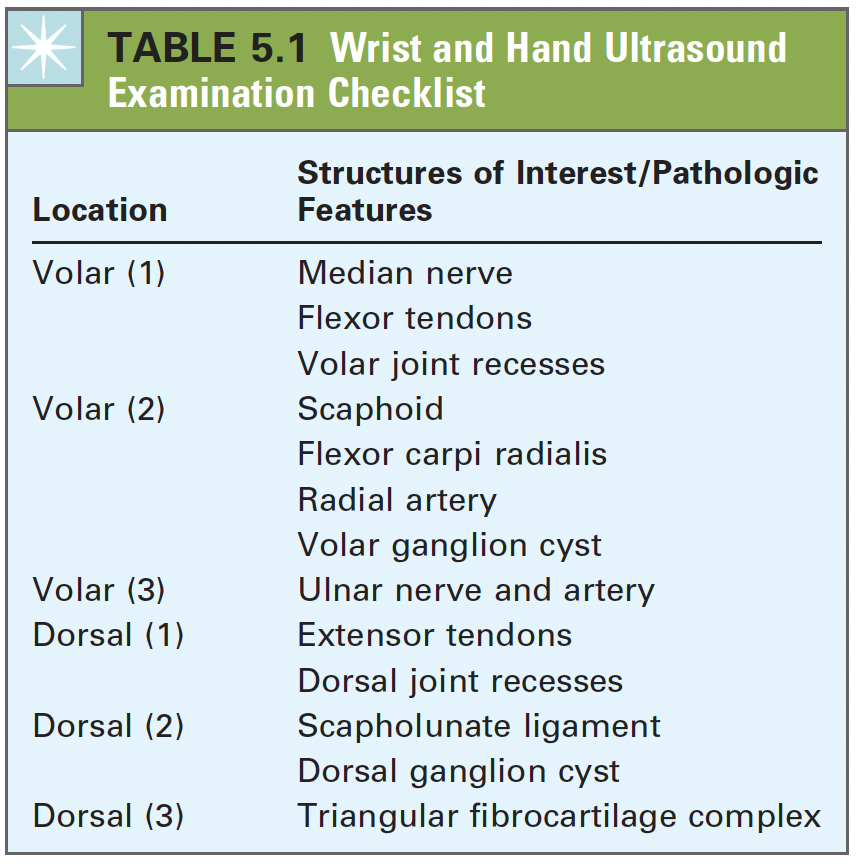 TABLE 5.1 Wrist and Hand Ultrasound
Examination Checklist
Location Structures of Interest/Pathologic
Features
Volar (1) Median nerve
Flexor tendons
Volar joint recesses
Volar (2) Scaphoid
Flexor carpi radialis
Radial artery
Volar ganglion cyst
Volar (3) Ulnar nerve and artery
Dorsal (1) Extensor tendons
Dorsal joint recesses
Dorsal (2) Scapholunate ligament
Dorsal ganglion cyst
Dorsal (3) Triangular fibrocartilage complex